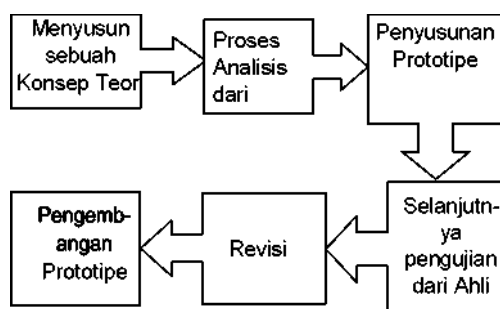 Menyusun
sebuah
Konsep Teor
Proses
Analisis
dari
Penyusunan
Prototipe
Selanjutn-
ya
pengujian
dari Ahli
Revisi
Pengemb-
angan
Prototipe